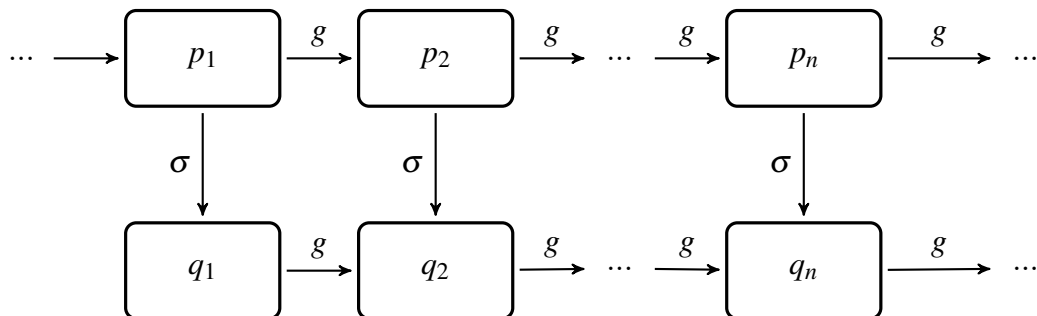 g g g g
... p₁ p₂ ... pₙ ...
σ σ σ
g g g g
q₁ q₂ ... qₙ ...